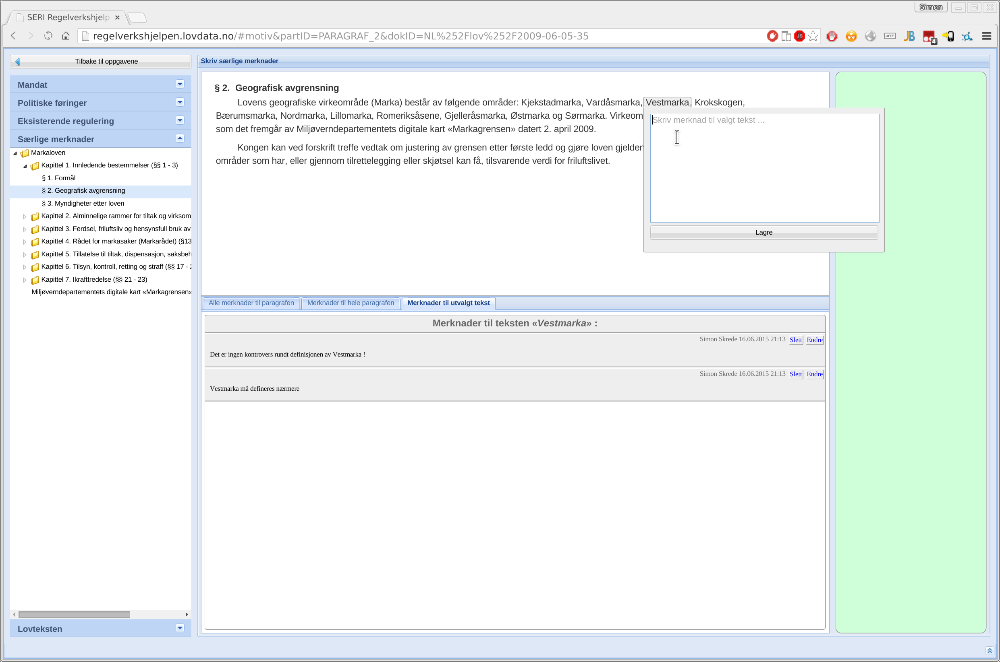 Simon
SERI Regelverkshjelp
regelverkshjelpen.lovdata.no/#motiv&partID=PARAGRAF_2&dokID=NL%252Flov%252F2009-06-05-35
JS
WTF
JB
4
Tilbake til oppgavene
Mandat
Politiske føringer
Eksisterende regulering
Særlige merknader
Markaloven
Kapittel 1. Innledende bestemmelser (§§ 1 - 3)
§ 1. Formål
§ 2. Geografisk avgrensning
§ 3. Myndigheter etter loven
Kapittel 2. Alminnelige rammer for tiltak og virksom
Kapittel 3. Ferdsel, friluftsliv og hensynsfull bruk av
Kapittel 4. Rådet for markasaker (Markarådet) (§13
Kapittel 5. Tillatelse til tiltak, dispensasjon, saksbeh
Kapittel 6. Tilsyn, kontroll, retting og straff (§§ 17 - 2
Kapittel 7. Ikrafttredelse (§§ 21 - 23)
Miljøverndepartementets digitale kart «Markagrensen»
Lovteksten
Skriv særlige merknader
§ 2. Geografisk avgrensning
Lovens geografiske virkeområde (Marka) består av følgende områder: Kjekstadmarka, Vardåsmarka, Vestmarka, Krokskogen,
Bærumsmarka, Nordmarka, Lillomarka, Romeriksåsene, Gjelleråsmarka, Østmarka og Sørmarka. Virkeom
som det fremgår av Miljøverndepartementets digitale kart «Markagrensen» datert 2. april 2009.
Kongen kan ved forskrift treffe vedtak om justering av grensen etter første ledd og gjøre loven gjelden
områder som har, eller gjennom tilrettelegging eller skjøtsel kan få, tilsvarende verdi for friluftslivet.
Skriv merknad til valgt tekst ...
Lagre
Alle merknader til paragrafen
Merknader til hele paragrafen
Merknader til utvalgt tekst
Merknader til teksten «Vestmarka» :
Simon Skrede 16.06.2015 21:13 Slett Endre
Det er ingen kontrovers rundt definisjonen av Vestmarka !
Simon Skrede 16.06.2015 21:13 Slett Endre
Vestmarka må defineres nærmere